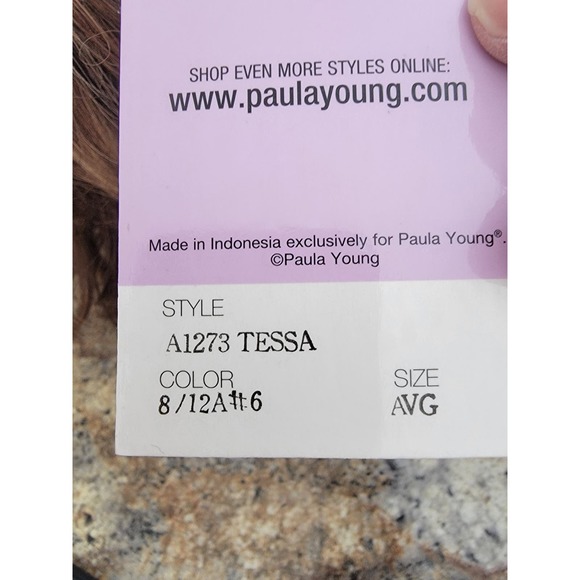 SHOP EVEN MORE STYLES ONLINE:
www.paulayoung.com
Made in Indonesia exclusively for Paula Young®.
©Paula Young
STYLE
A1273 TESSA
COLOR SIZE
8/12A#6 AVG